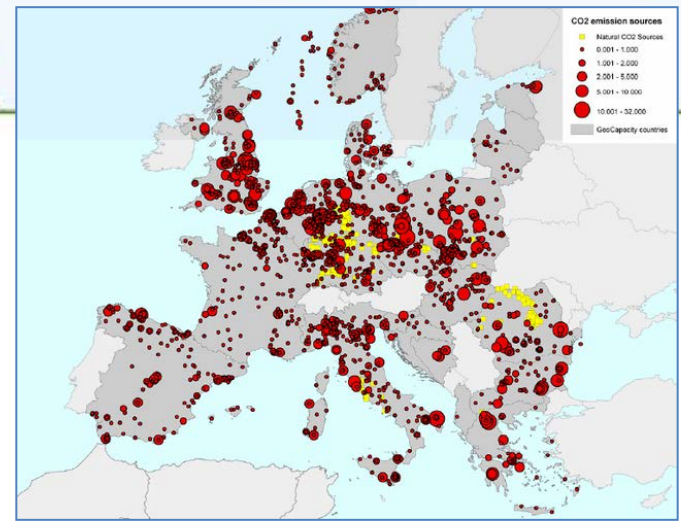 CO2 emission sources
Natural CO2 Sources
0.001 - 1.000
1.001 - 2.000
2.001 - 5.000
5.001 - 10.000
10.001 - 32.000
GeoCapacity countries